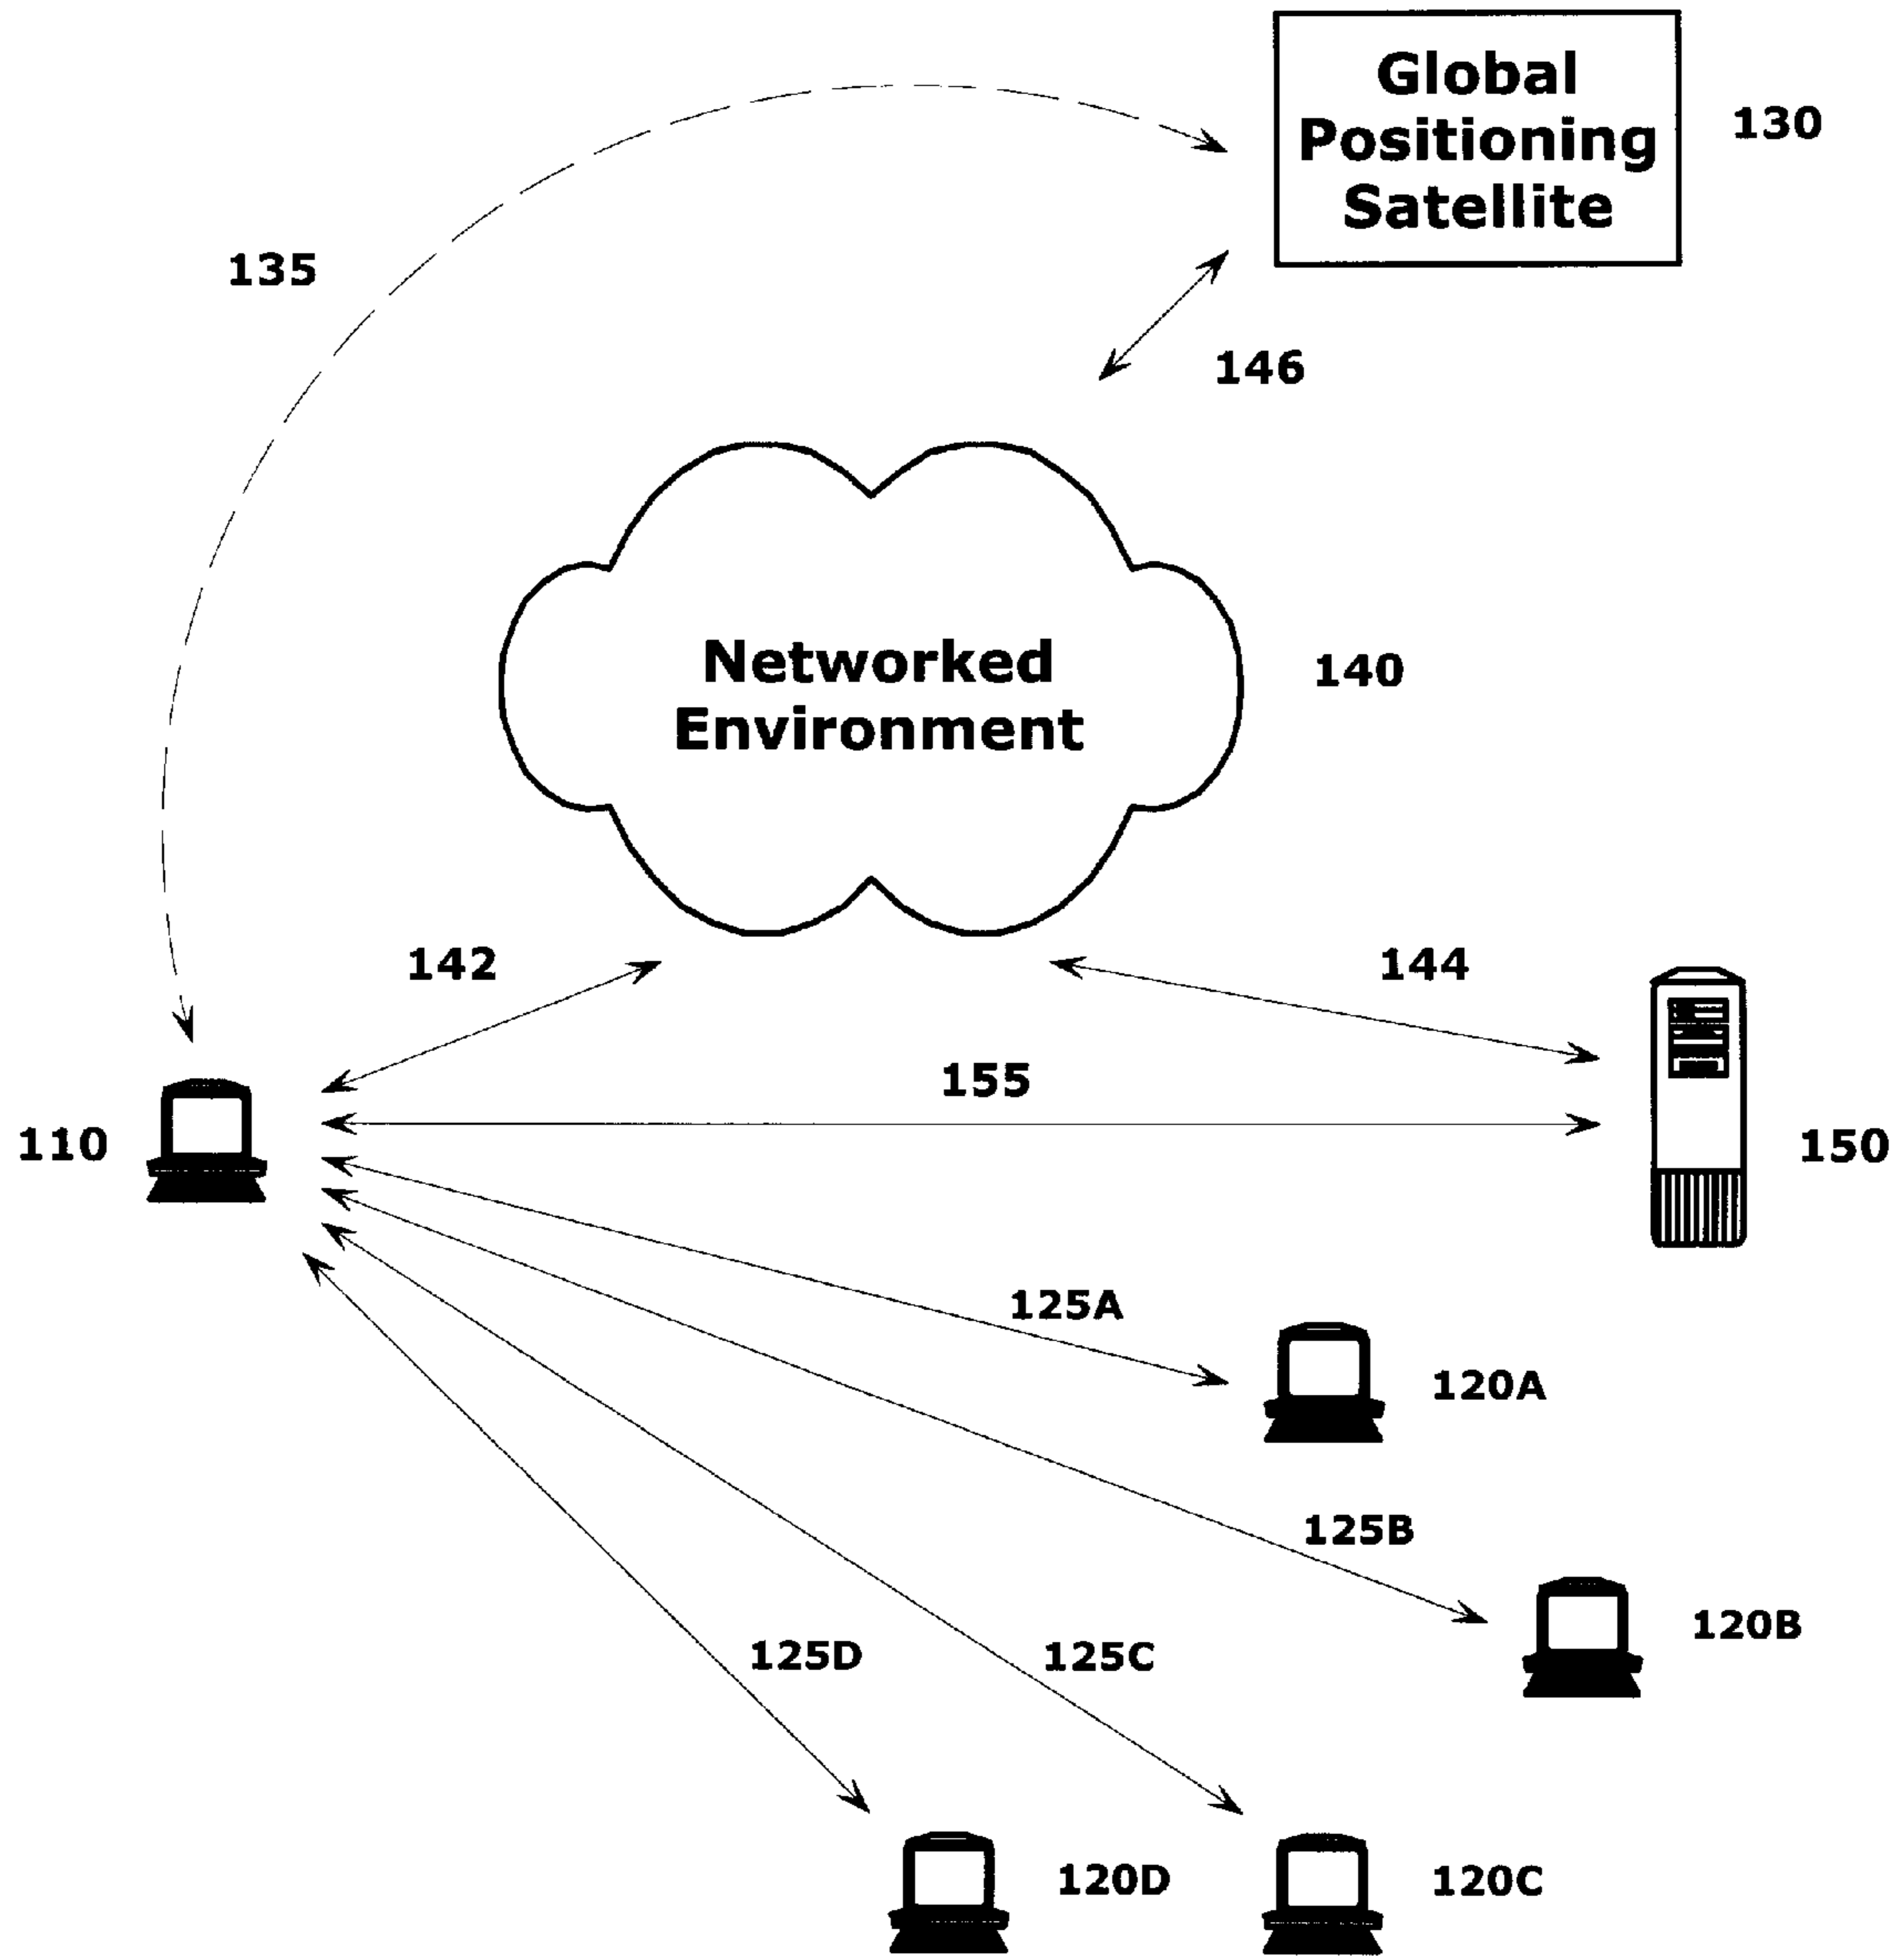 Global
Positioning
Satellite
130
135
146
Networked
Environment
140
142
144
155
110
150
125A
120A
125B
120B
125D
125C
120D
120C